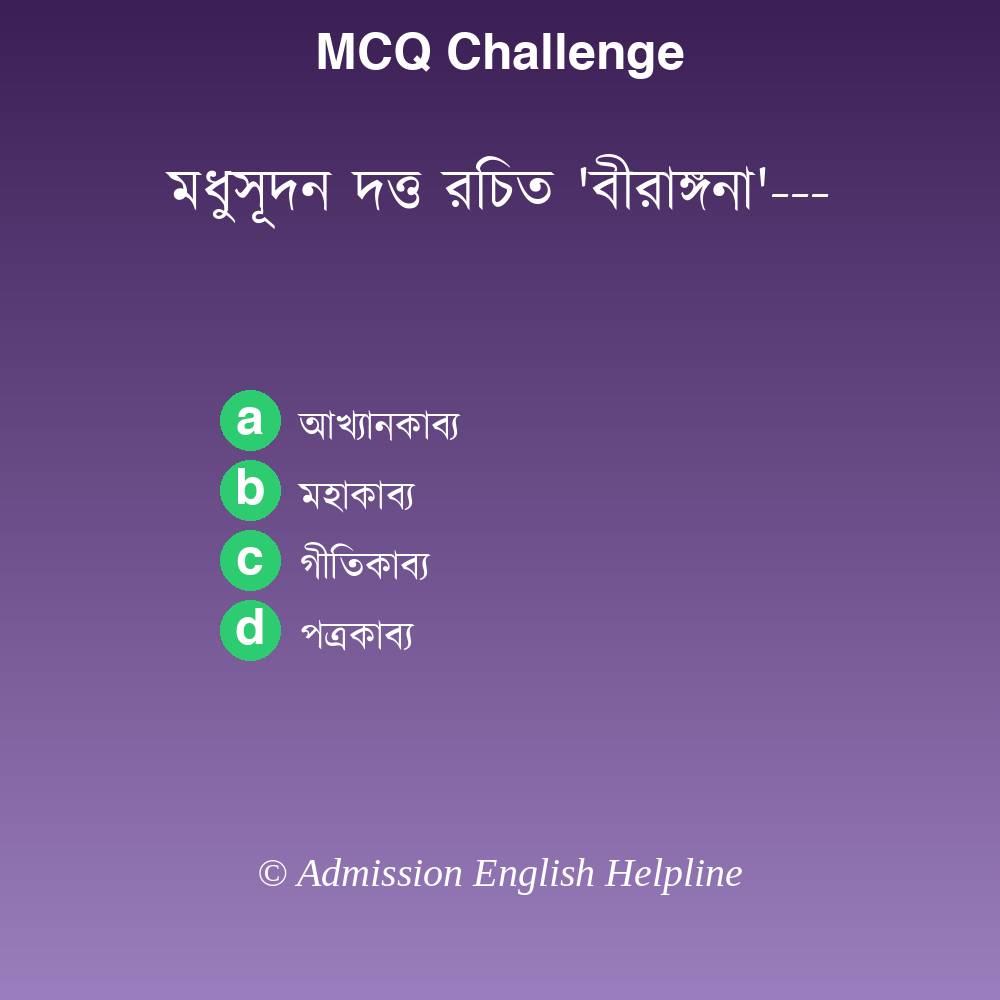 MCQ Challenge
মধুসূদন দত্ত রচিত 'বীরাঙ্গনা'---
a আখ্যানকাব্য
b মহাকাব্য
c গীতিকাব্য
d পত্রকাব্য
© Admission English Helpline